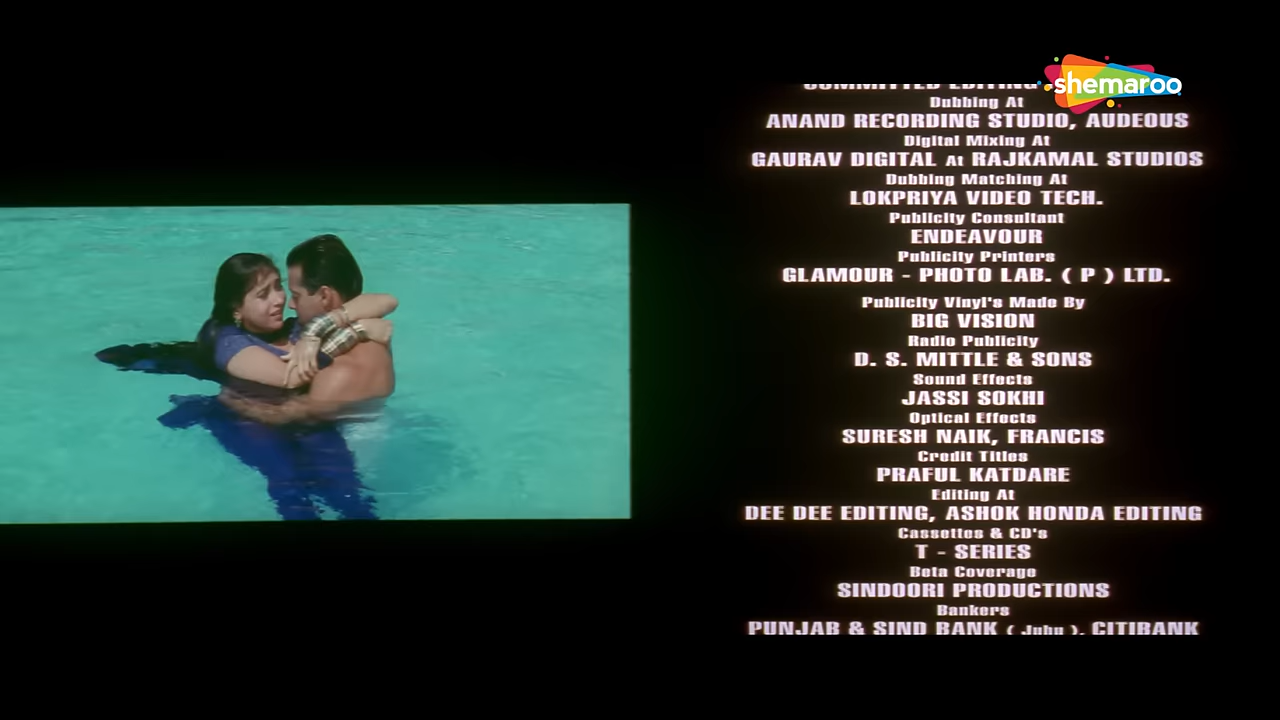 shemaroo
COMMITTED EDITING
Dubbing At
ANAND RECORDING STUDIO, AUDEOUS
Digital Mixing At
GAURAV DIGITAL At RAJKAMAL STUDIOS
Dubbing Matching At
LOKPRIYA VIDEO TECH.
Publicity Consultant
ENDEAVOUR
Publicity Printers
GLAMOUR - PHOTO LAB. ( P ) LTD.
Publicity Vinyl's Made By
BIG VISION
Radio Publicity
D. S. MITTLE & SONS
Sound Effects
JASSI SOKHI
Optical Effects
SURESH NAIK, FRANCIS
Credit Titles
PRAFUL KATDARE
Editing At
DEE DEE EDITING, ASHOK HONDA EDITING
Cassettes & CD's
T - SERIES
Beta Coverage
SINDOORI PRODUCTIONS
Bankers
PUNJAB & SIND BANK ( Juhu ), CITIBANK